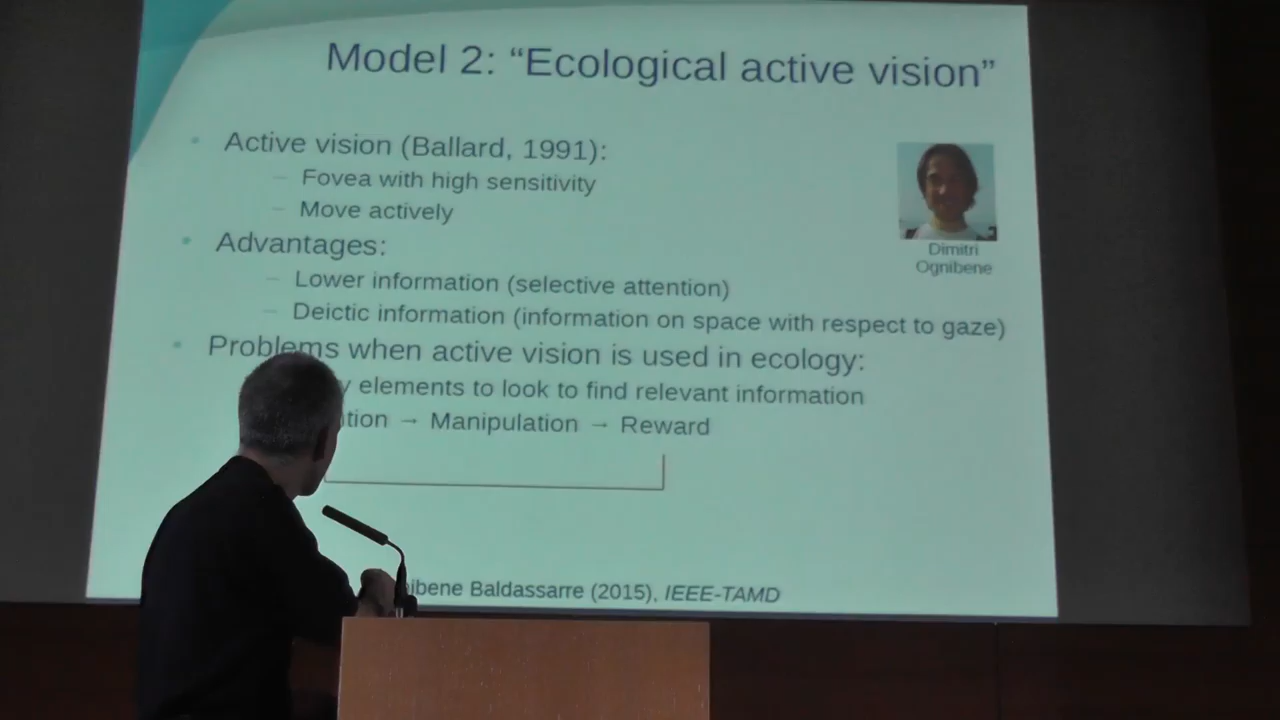 Model 2: “Ecological active vision”
Active vision (Ballard, 1991):
Fovea with high sensitivity
Move actively
Dimitri
Ognibene
Advantages:
Lower information (selective attention)
Deictic information (information on space with respect to gaze)
Problems when active vision is used in ecology:
elements to look to find relevant information
→ Manipulation → Reward
Baldassarre (2015), IEEE-TAMD